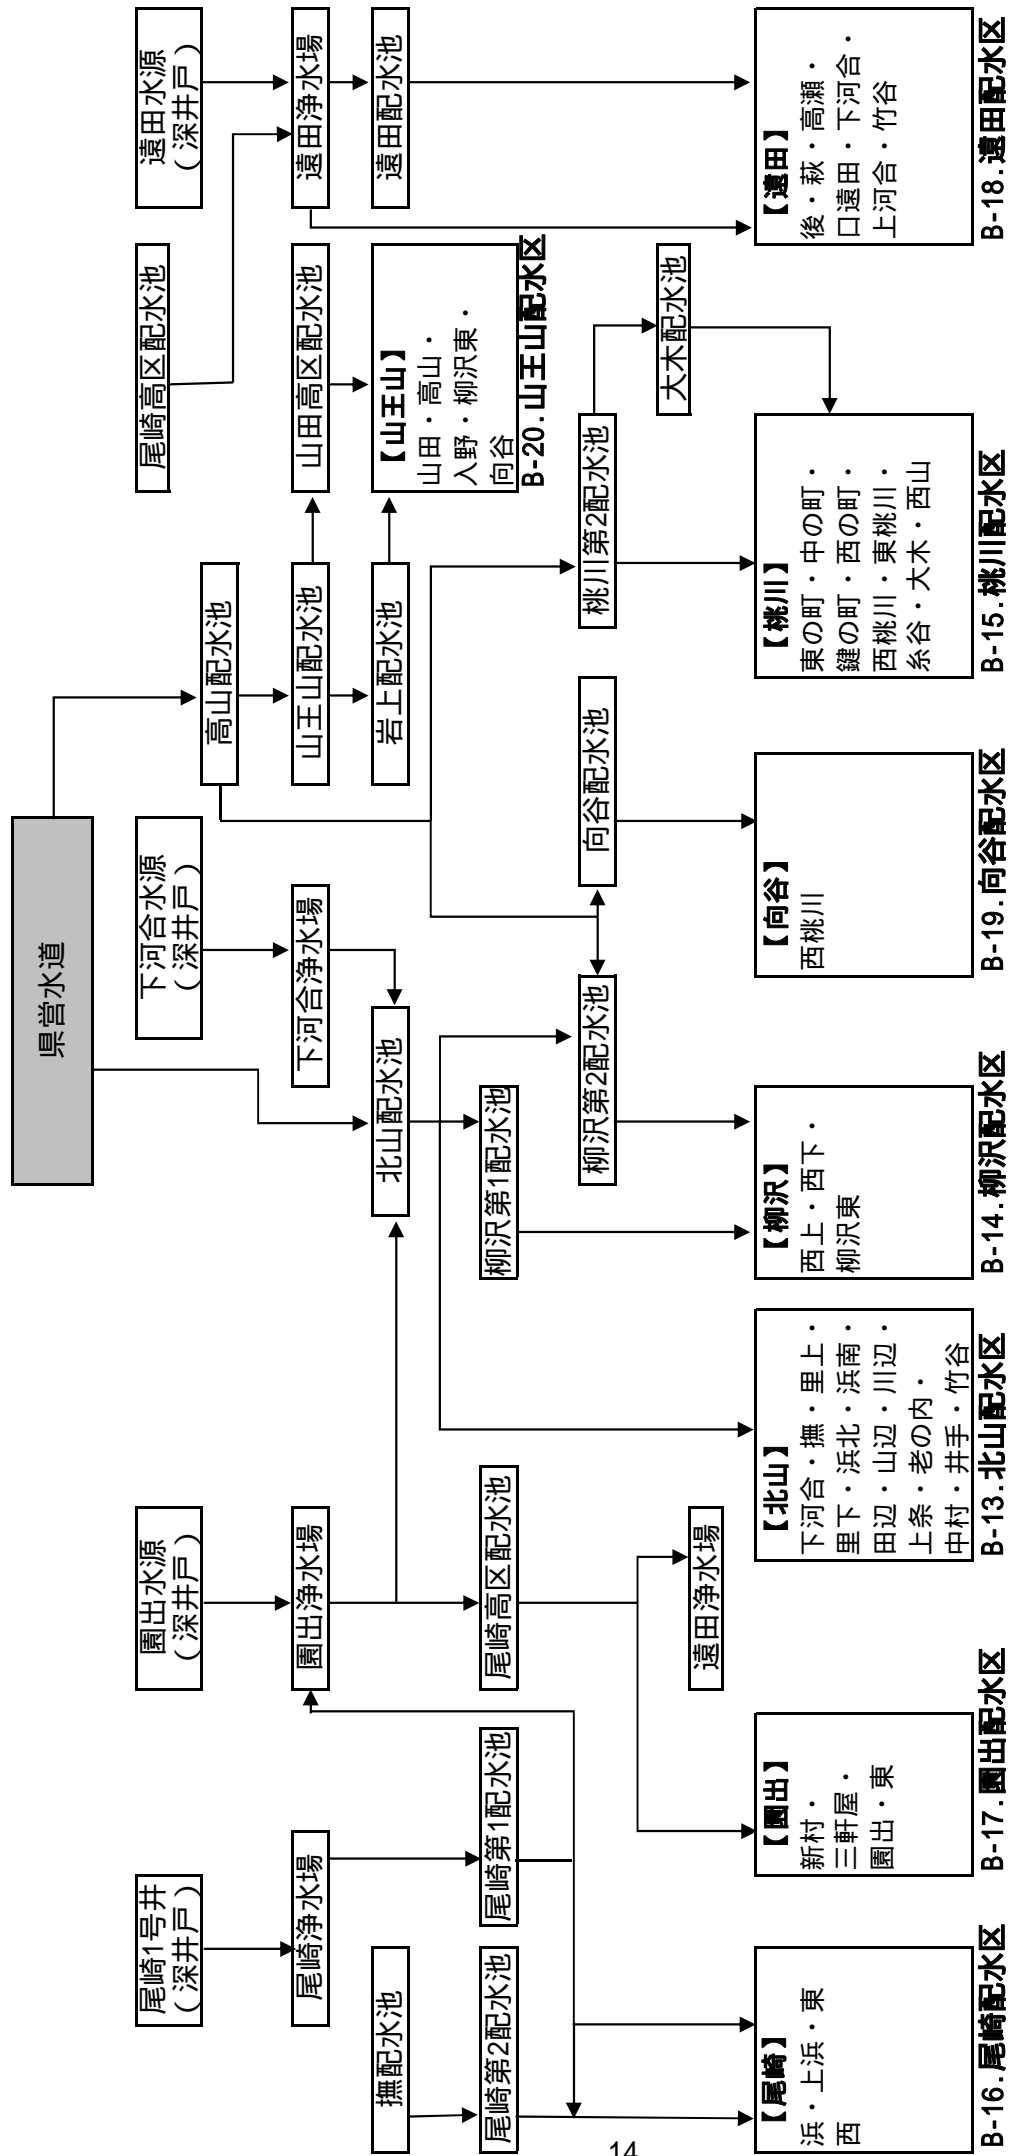 県営水道
尾崎1号井
(深井戸)
園出水源
(深井戸)
下河合水源
(深井戸)
高山配水池
尾崎高区配水池
遠田水源
(深井戸)
尾崎浄水場
園出浄水場
下河合浄水場
山王山配水池
山田高区配水池
遠田浄水場
撫配水池
北山配水池
岩上配水池
【山王山】
山田・高山・
入野・柳沢東・
向谷
B-20.山王山配水区
遠田配水池
尾崎第2配水池
尾崎第1配水池
尾崎高区配水池
柳沢第1配水池
柳沢第2配水池
向谷配水池
桃川第2配水池
大木配水池
遠田浄水場
【尾崎】
浜・上浜・東
西
B-16.尾崎配水区
【園出】
新村・
三軒屋・
園出・東
B-17.園出配水区
【北山】
下河合・撫・里上・
里下・浜北・浜南・
田辺・山辺・川辺・
上条・老の内・
中村・井手・竹谷
B-13.北山配水区
【柳沢】
西上・西下・
柳沢東
B-14.柳沢配水区
【向谷】
西桃川
B-19.向谷配水区
【桃川】
東の町・中の町・
鍵の町・西の町・
西桃川・東桃川・
糸谷・大木・西山
B-15.桃川配水区
【遠田】
後・萩・高瀬・
口遠田・下河合・
上河合・竹谷
B-18.遠田配水区
14